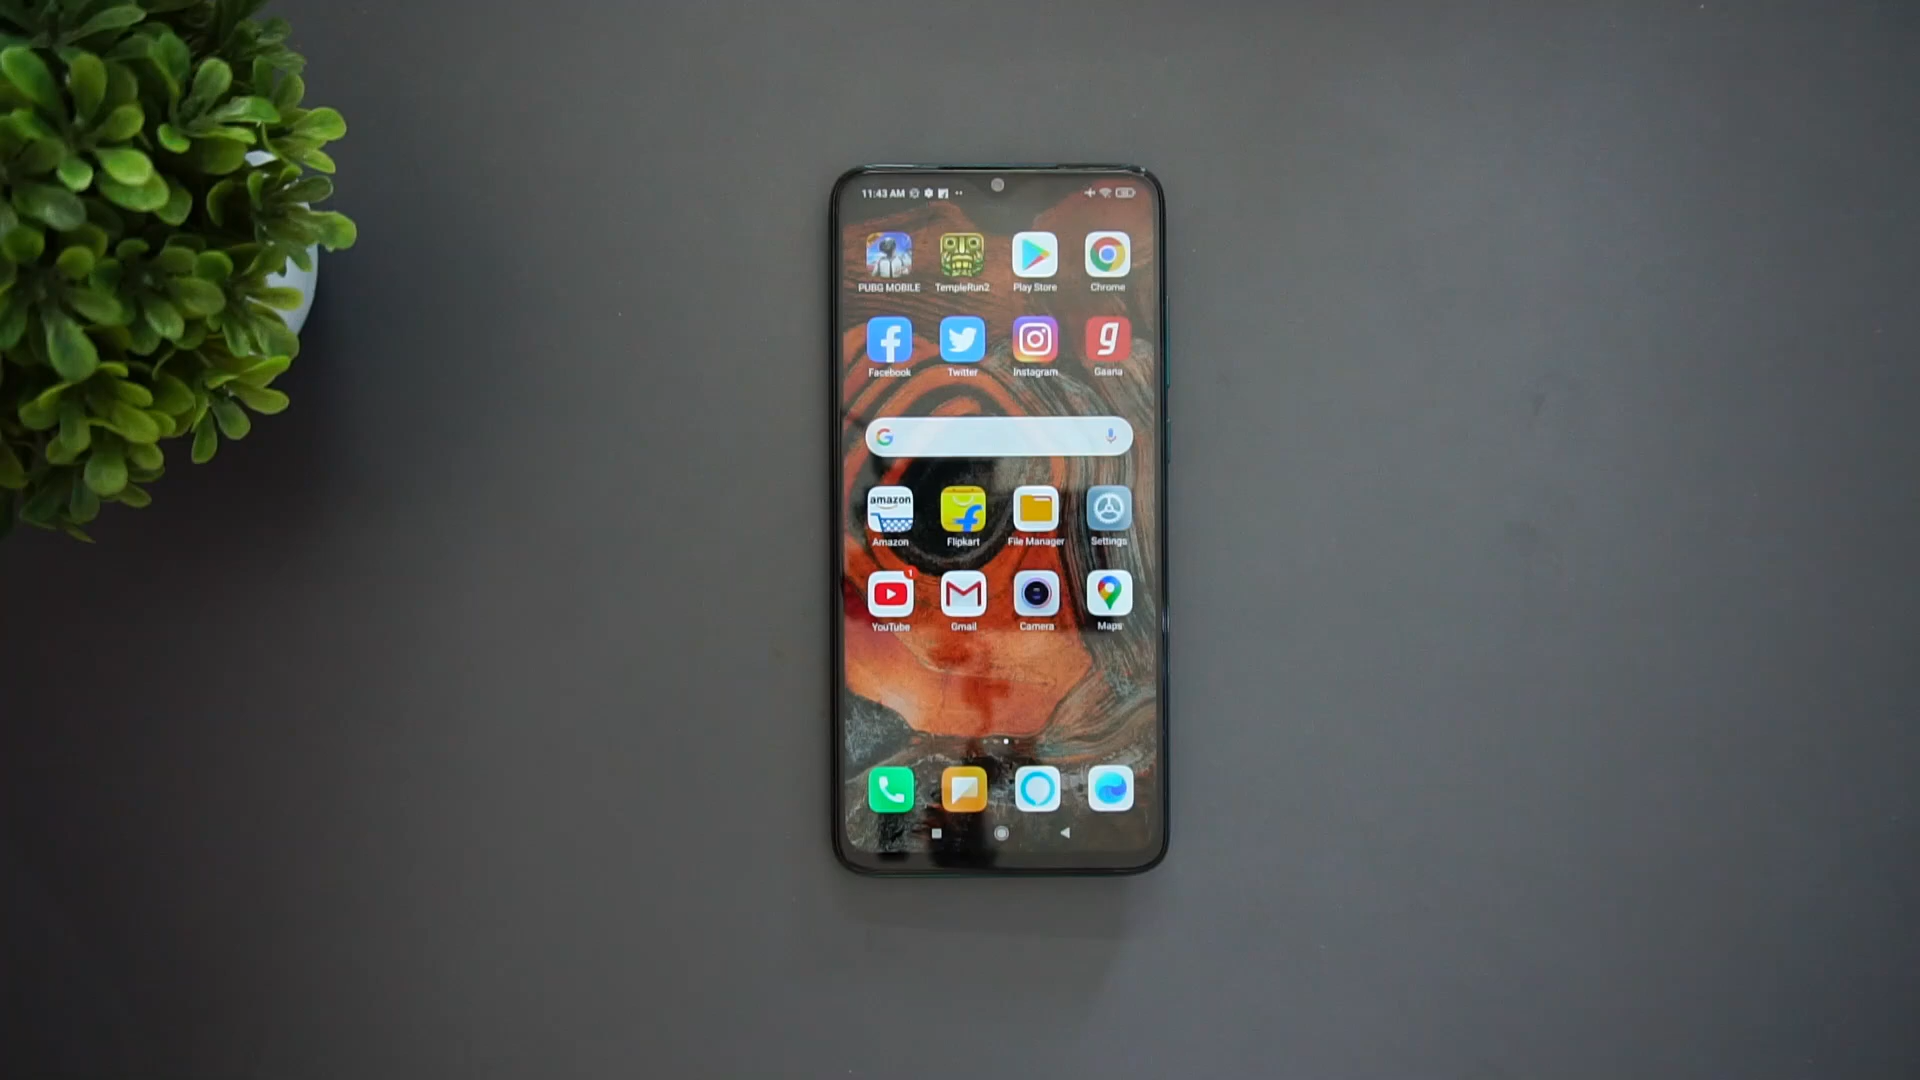 11:43 AM
PUBG MOBILE TempleRun2 Play Store Chrome
Facebook Twitter Instagram Gaana
amazon
Amazon Flipkart File Manager Settings
1
YouTube Gmail Camera Maps